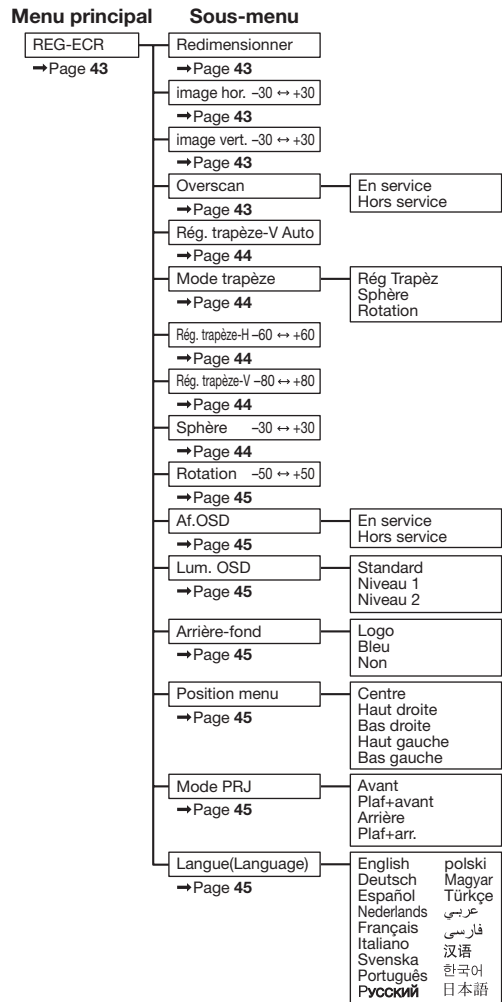 Menu principal Sous-menu
REG-ECR Redimensionner
➞Page 43 ➞Page 43
image hor. –30 ↔ +30
➞Page 43
image vert. –30 ↔ +30
➞Page 43
Overscan En service
Hors service
➞Page 43
Rég. trapèze-V Auto
➞Page 44
Mode trapèze Rég Trapèz
Sphère
Rotation
➞Page 44
Rég. trapèze-H –60 ↔ +60
➞Page 44
Rég. trapèze-V –80 ↔ +80
➞Page 44
Sphère –30 ↔ +30
➞Page 44
Rotation –50 ↔ +50
➞Page 45
Af.OSD En service
Hors service
➞Page 45
Lum. OSD Standard
Niveau 1
Niveau 2
➞Page 45
Arrière-fond Logo
Bleu
Non
➞Page 45
Position menu Centre
Haut droite
Bas droite
Haut gauche
Bas gauche
➞Page 45
Mode PRJ Avant
Plaf+avant
Arrière
Plaf+arr.
➞Page 45
Langue(Language) English polski
➞Page 45
Deutsch Magyar
Español Türkçe
Nederlands عربي
Français فارسی
Italiano 汉语
Svenska 한국어
Português 日本語
Русский